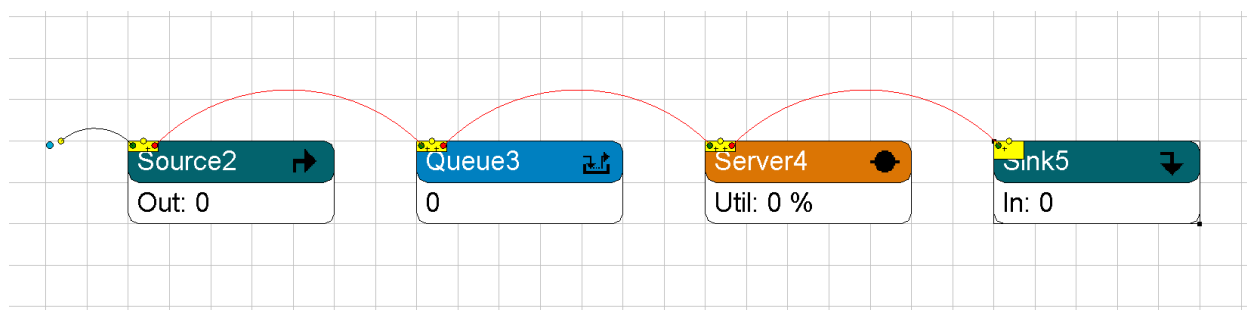 Source2
Out: 0
Queue3
0
Server4
Util: 0 %
Sink5
In: 0